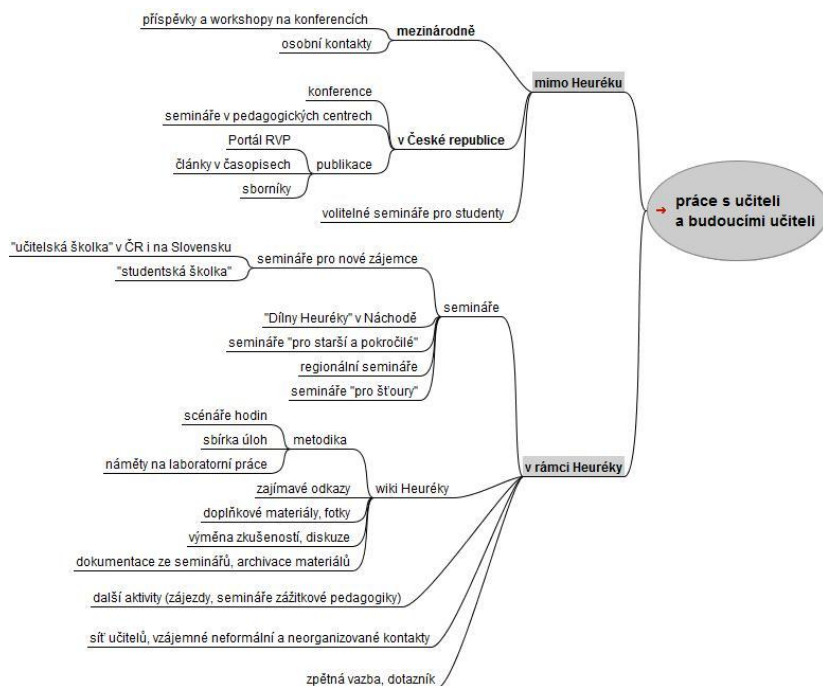 příspěvky a workshopy na konferencích
osobní kontakty
mezinárodně
mimo Heuréku
konference
semináře v pedagogických centrech
v České republice
Portál RVP
články v časopisech
publikace
sborníky
volitelné semináře pro studenty
práce s učiteli
a budoucími učiteli
"učitelská školka" v ČR i na Slovensku
"studentská školka"
semináře pro nové zájemce
semináře
"Dílny Heuréky" v Náchodě
semináře "pro starší a pokročilé"
regionální semináře
semináře "pro šťoury"
v rámci Heuréky
scénáře hodin
sbírka úloh
metodika
náměty na laboratorní práce
zajímavé odkazy
wiki Heuréky
doplňkové materiály, fotky
výměna zkušeností, diskuze
dokumentace ze seminářů, archivace materiálů
další aktivity (zájezdy, semináře zážitkové pedagogiky)
síť učitelů, vzájemné neformální a neorganizované kontakty
zpětná vazba, dotazník